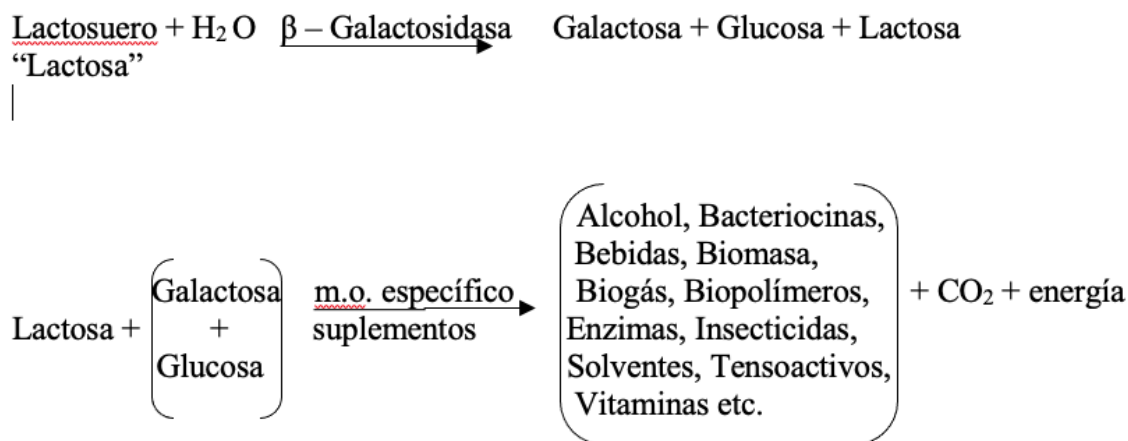 Lactosuero + H₂O β – Galactosidasa Galactosa + Glucosa + Lactosa
“Lactosa”
Alcohol, Bacteriocinas,
Bebidas, Biomasa,
Galactosa m.o. específico Biogás, Biopolímeros, + CO₂ + energía
Lactosa + + suplementos Enzimas, Insecticidas,
Glucosa Solventes, Tensoactivos,
Vitaminas etc.